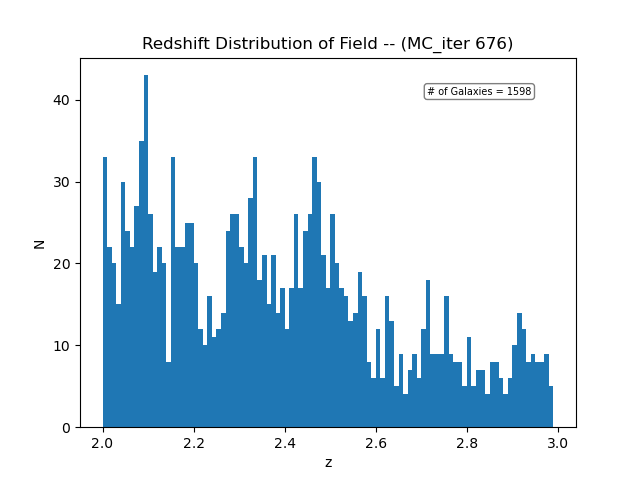 Redshift Distribution of Field -- (MC_iter 676)
# of Galaxies = 1598
40
30
20
10
0
N
2.0 2.2 2.4 2.6 2.8 3.0
z